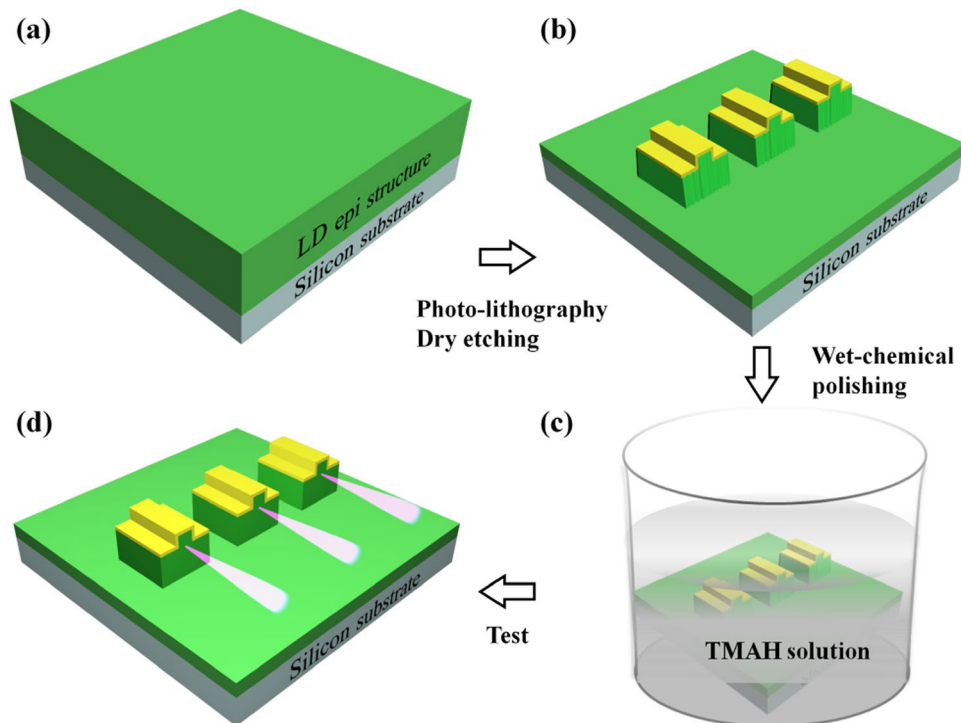 (a)
LD epi structure
Silicon substrate
Photo-lithography
Dry etching
(b)
Silicon substrate
Wet-chemical
polishing
(c)
TMAH solution
Test
(d)
Silicon substrate